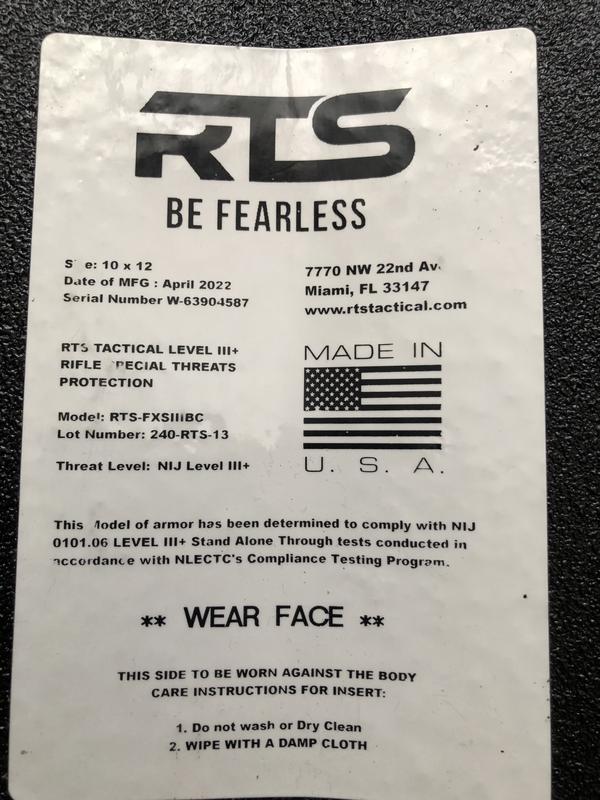 RTS
BE FEARLESS
10 x 12
Date of MFG : April 2022
Serial Number W-63904587
7770 NW 22nd
Miami, FL 33147
www.rtstactical.com
RTS TACTICAL LEVEL III+
RIFLE THREATS
PROTECTION
Model:
Lot Number: 240-RTS-13
Threat Level: NIJ Level III+
MADE IN
U. S. A.
This of armor has been determined to comply with NIJ
0101.06 LEVEL III+ Stand Alone Through tests conducted in
accordance with NLECTC's Compliance Testing Program.
** WEAR FACE **
THIS SIDE TO BE WORN AGAINST THE BODY
CARE INSTRUCTIONS FOR INSERT:
1. Do not wash or Dry Clean
2. WIPE WITH A DAMP CLOTH